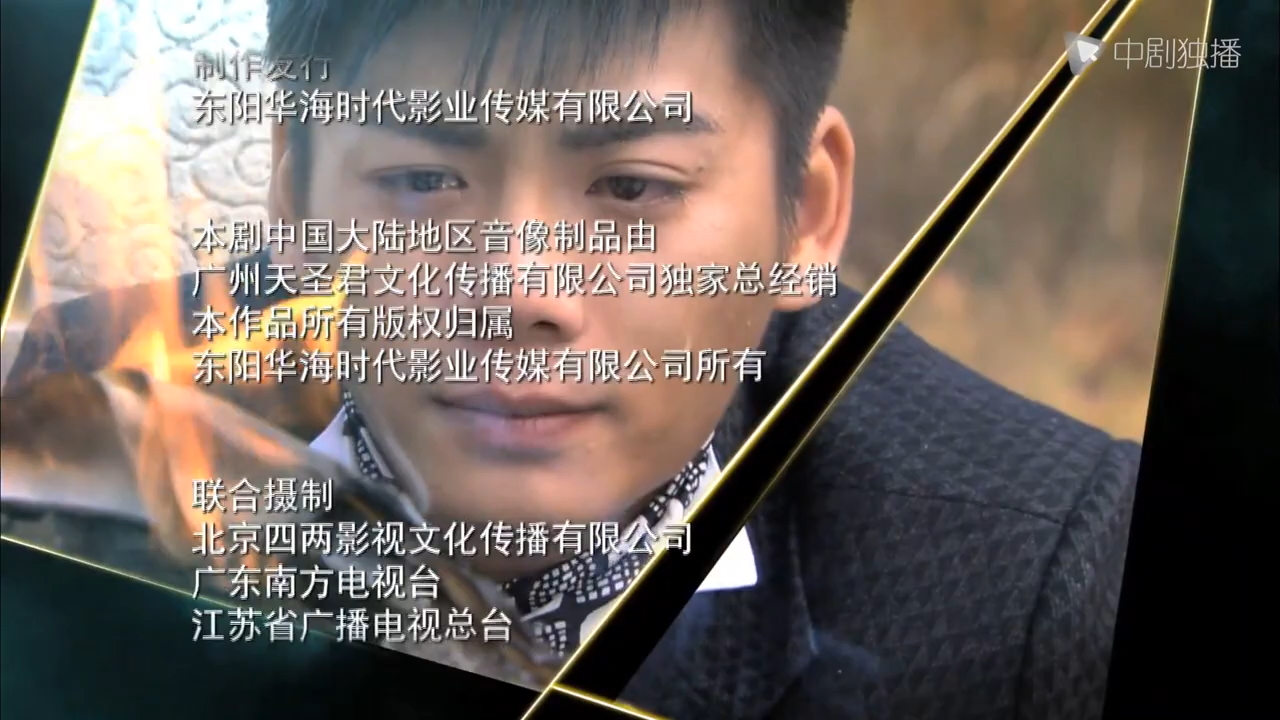 中剧独播
制作发行
东阳华海时代影业传媒有限公司
本剧中国大陆地区音像制品由
广州天圣君文化传播有限公司独家总经销
本作品所有版权归属
东阳华海时代影业传媒有限公司所有
联合摄制
北京四两影视文化传播有限公司
广东南方电视台
江苏省广播电视总台